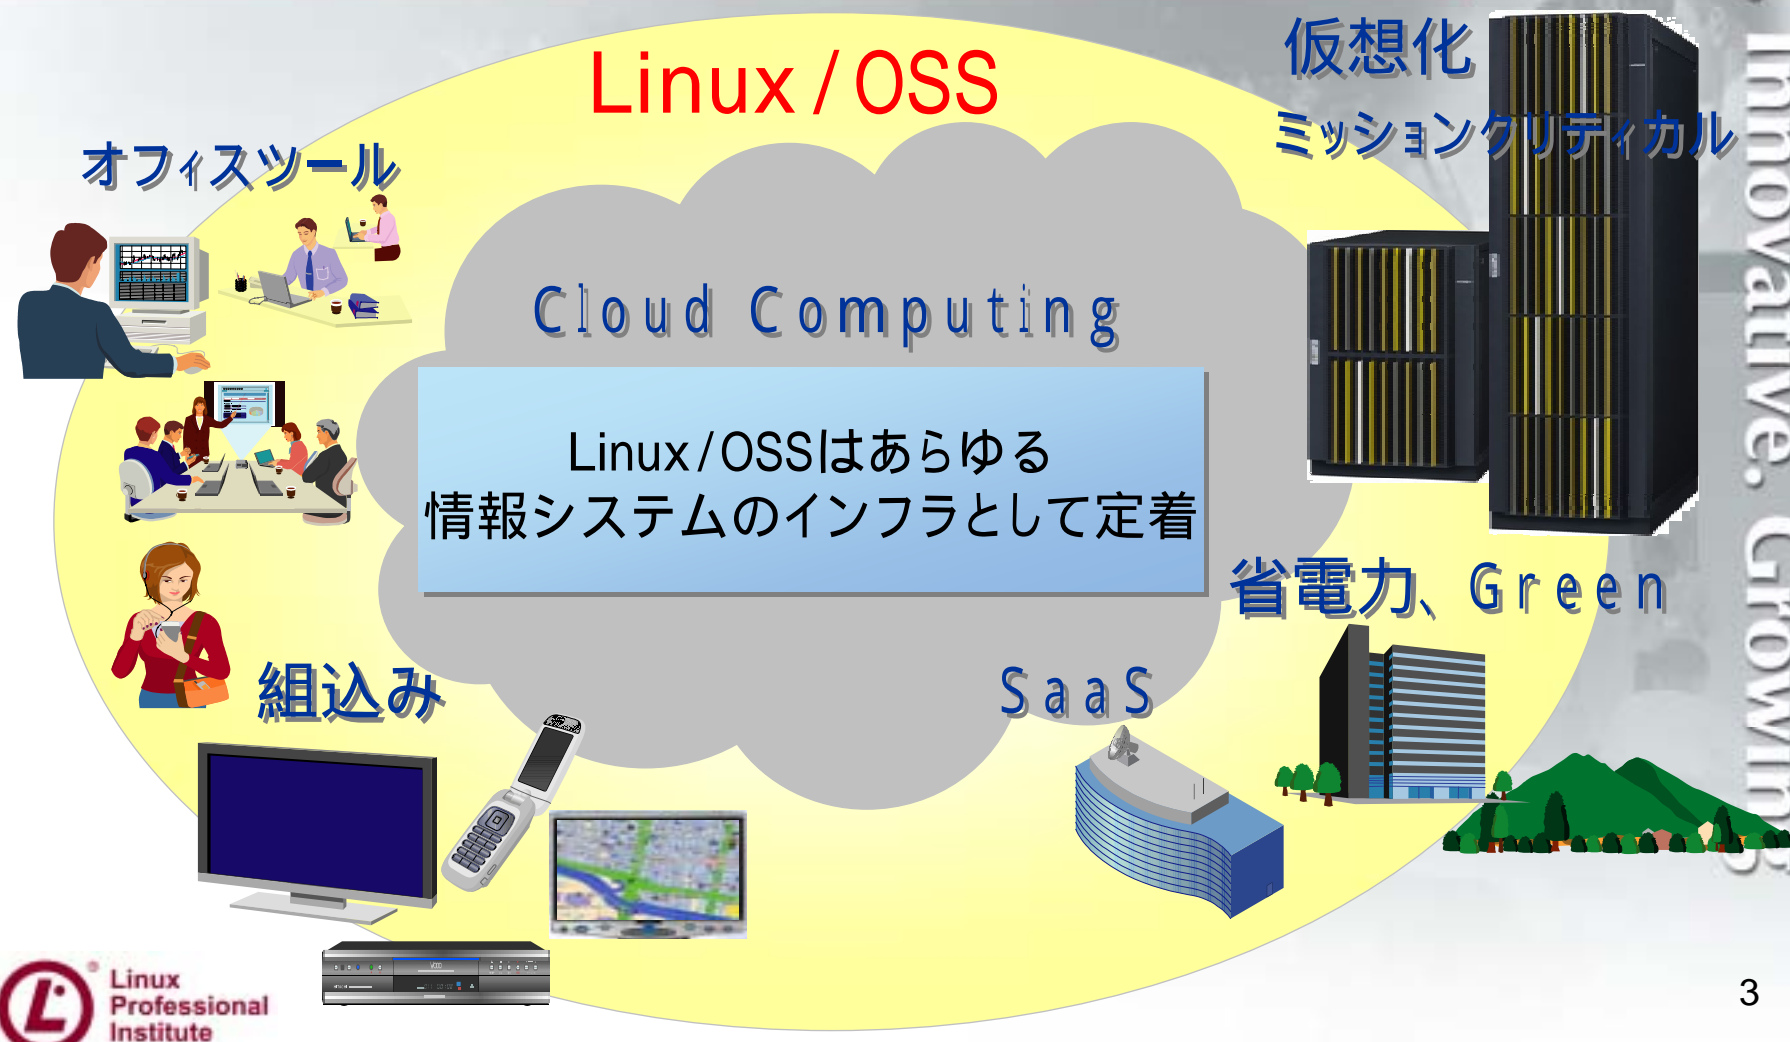 Linux/OSS
仮想化
ミッションクリティカル
オフィスツール
Cloud Computing
Linux/OSSはあらゆる
情報システムのインフラとして定着
省電力、Green
組込み
SaaS
Innovative. Growing
Linux
Professional
Institute
3